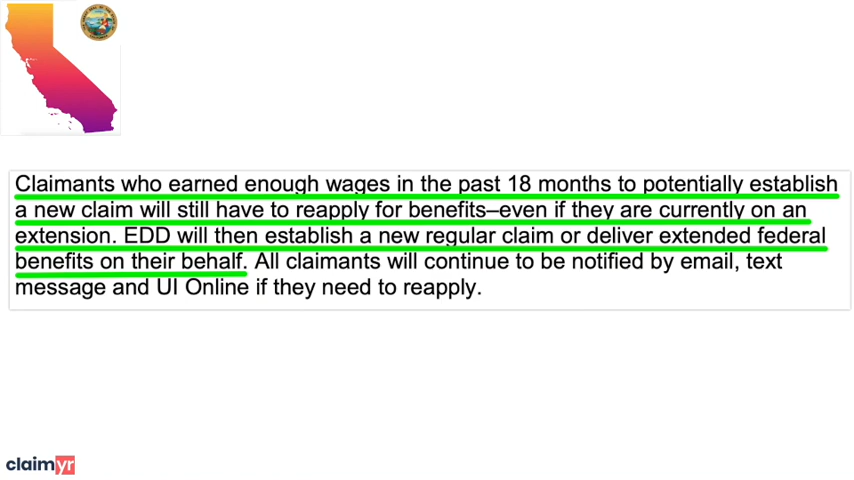 Claimants who earned enough wages in the past 18 months to potentially establish
a new claim will still have to reapply for benefits–even if they are currently on an
extension. EDD will then establish a new regular claim or deliver extended federal
benefits on their behalf. All claimants will continue to be notified by email, text
message and UI Online if they need to reapply.
claimyr